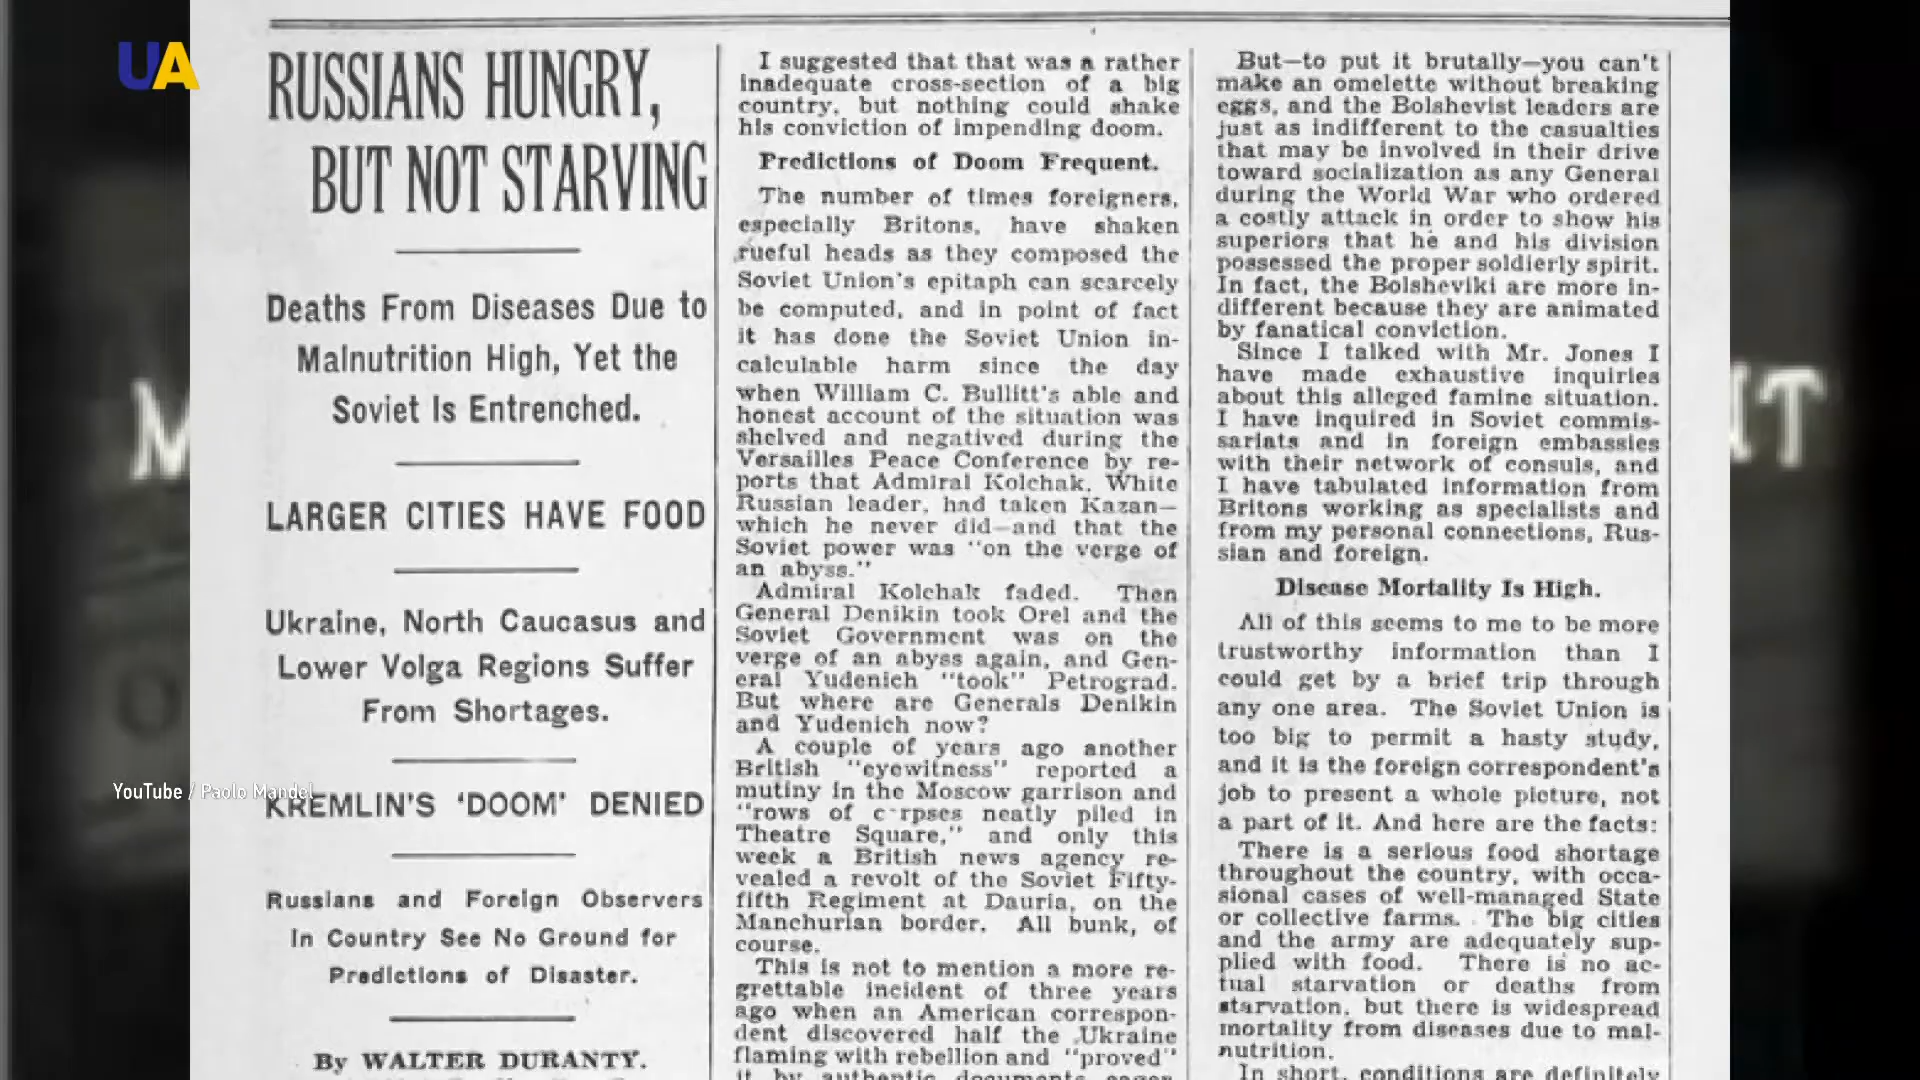 UA
RUSSIANS HUNGRY,
BUT NOT STARVING
Deaths From Diseases Due to
Malnutrition High, Yet the
Soviet Is Entrenched.
LARGER CITIES HAVE FOOD
Ukraine, North Caucasus and
Lower Volga Regions Suffer
From Shortages.
YouTube / Paolo Mandel
KREMLIN'S 'DOOM' DENIED
Russians and Foreign Observers
In Country See No Ground for
Predictions of Disaster.
By WALTER DURANTY.
I suggested that that was a rather
inadequate cross-section of a big
country, but nothing could shake
his conviction of impending doom.
Predictions of Doom Frequent.
The number of times foreigners,
especially Britons, have shaken
rueful heads as they composed the
Soviet Union's epitaph can scarcely
be computed, and in point of fact
it has done the Soviet Union in-
calculable harm since the day
when William C. Bullitt's able and
honest account of the situation was
shelved and negatived during the
Versailles Peace Conference by re-
ports that Admiral Kolchak, White
Russian leader, had taken Kazan—
which he never did—and that the
Soviet power was "on the verge of
an abyss."
Admiral Kolchak faded. Then
General Denikin took Orel and the
Soviet Government was on the
verge of an abyss again, and Gen-
eral Yudenich "took" Petrograd.
But where are Generals Denikin
and Yudenich now?
A couple of years ago another
British "eyewitness" reported a
mutiny in the Moscow garrison and
"rows of c rpses neatly piled in
Theatre Square," and only this
week a British news agency re-
vealed a revolt of the Soviet Fifty-
fifth Regiment at Dauria, on the
Manchurian border. All bunk, of
course.
This is not to mention a more re-
grettable incident of three years
ago when an American correspon-
dent discovered half the Ukraine
flaming with rebellion and "proved"
it by authentic documents
But—to put it brutally—you can't
make an omelette without breaking
eggs, and the Bolshevist leaders are
just as indifferent to the casualties
that may be involved in their drive
toward socialization as any General
during the World War who ordered
a costly attack in order to show his
superiors that he and his division
possessed the proper soldierly spirit.
In fact, the Bolsheviki are more in-
different because they are animated
by fanatical conviction.
Since I talked with Mr. Jones I
have made exhaustive inquiries
about this alleged famine situation.
I have inquired in Soviet commis-
sariats and in foreign embassies
with their network of consuls, and
I have tabulated information from
Britons working as specialists and
from my personal connections, Rus-
sian and foreign.
Disease Mortality Is High.
All of this seems to me to be more
trustworthy information than I
could get by a brief trip through
any one area. The Soviet Union is
too big to permit a hasty study,
and it is the foreign correspondent's
job to present a whole picture, not
a part of it. And here are the facts:
There is a serious food shortage
throughout the country, with occa-
sional cases of well-managed State
or collective farms. The big cities
and the army are adequately sup-
plied with food. There is no ac-
tual starvation or deaths from
starvation, but there is widespread
mortality from diseases due to mal-
nutrition.
In short, conditions are definitely